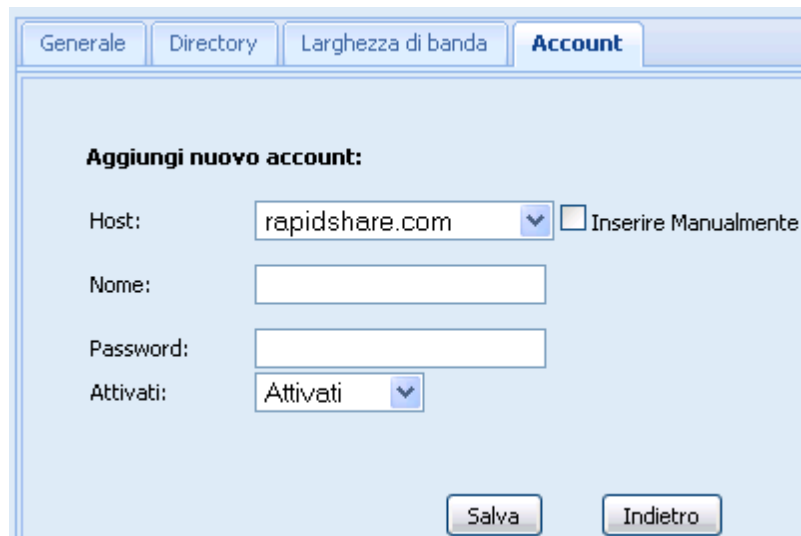 Generale Directory Larghezza di banda Account
Aggiungi nuovo account:
Host: rapidshare.com Inserire Manualmente
Nome:
Password:
Attivati: Attivati
Salva Indietro